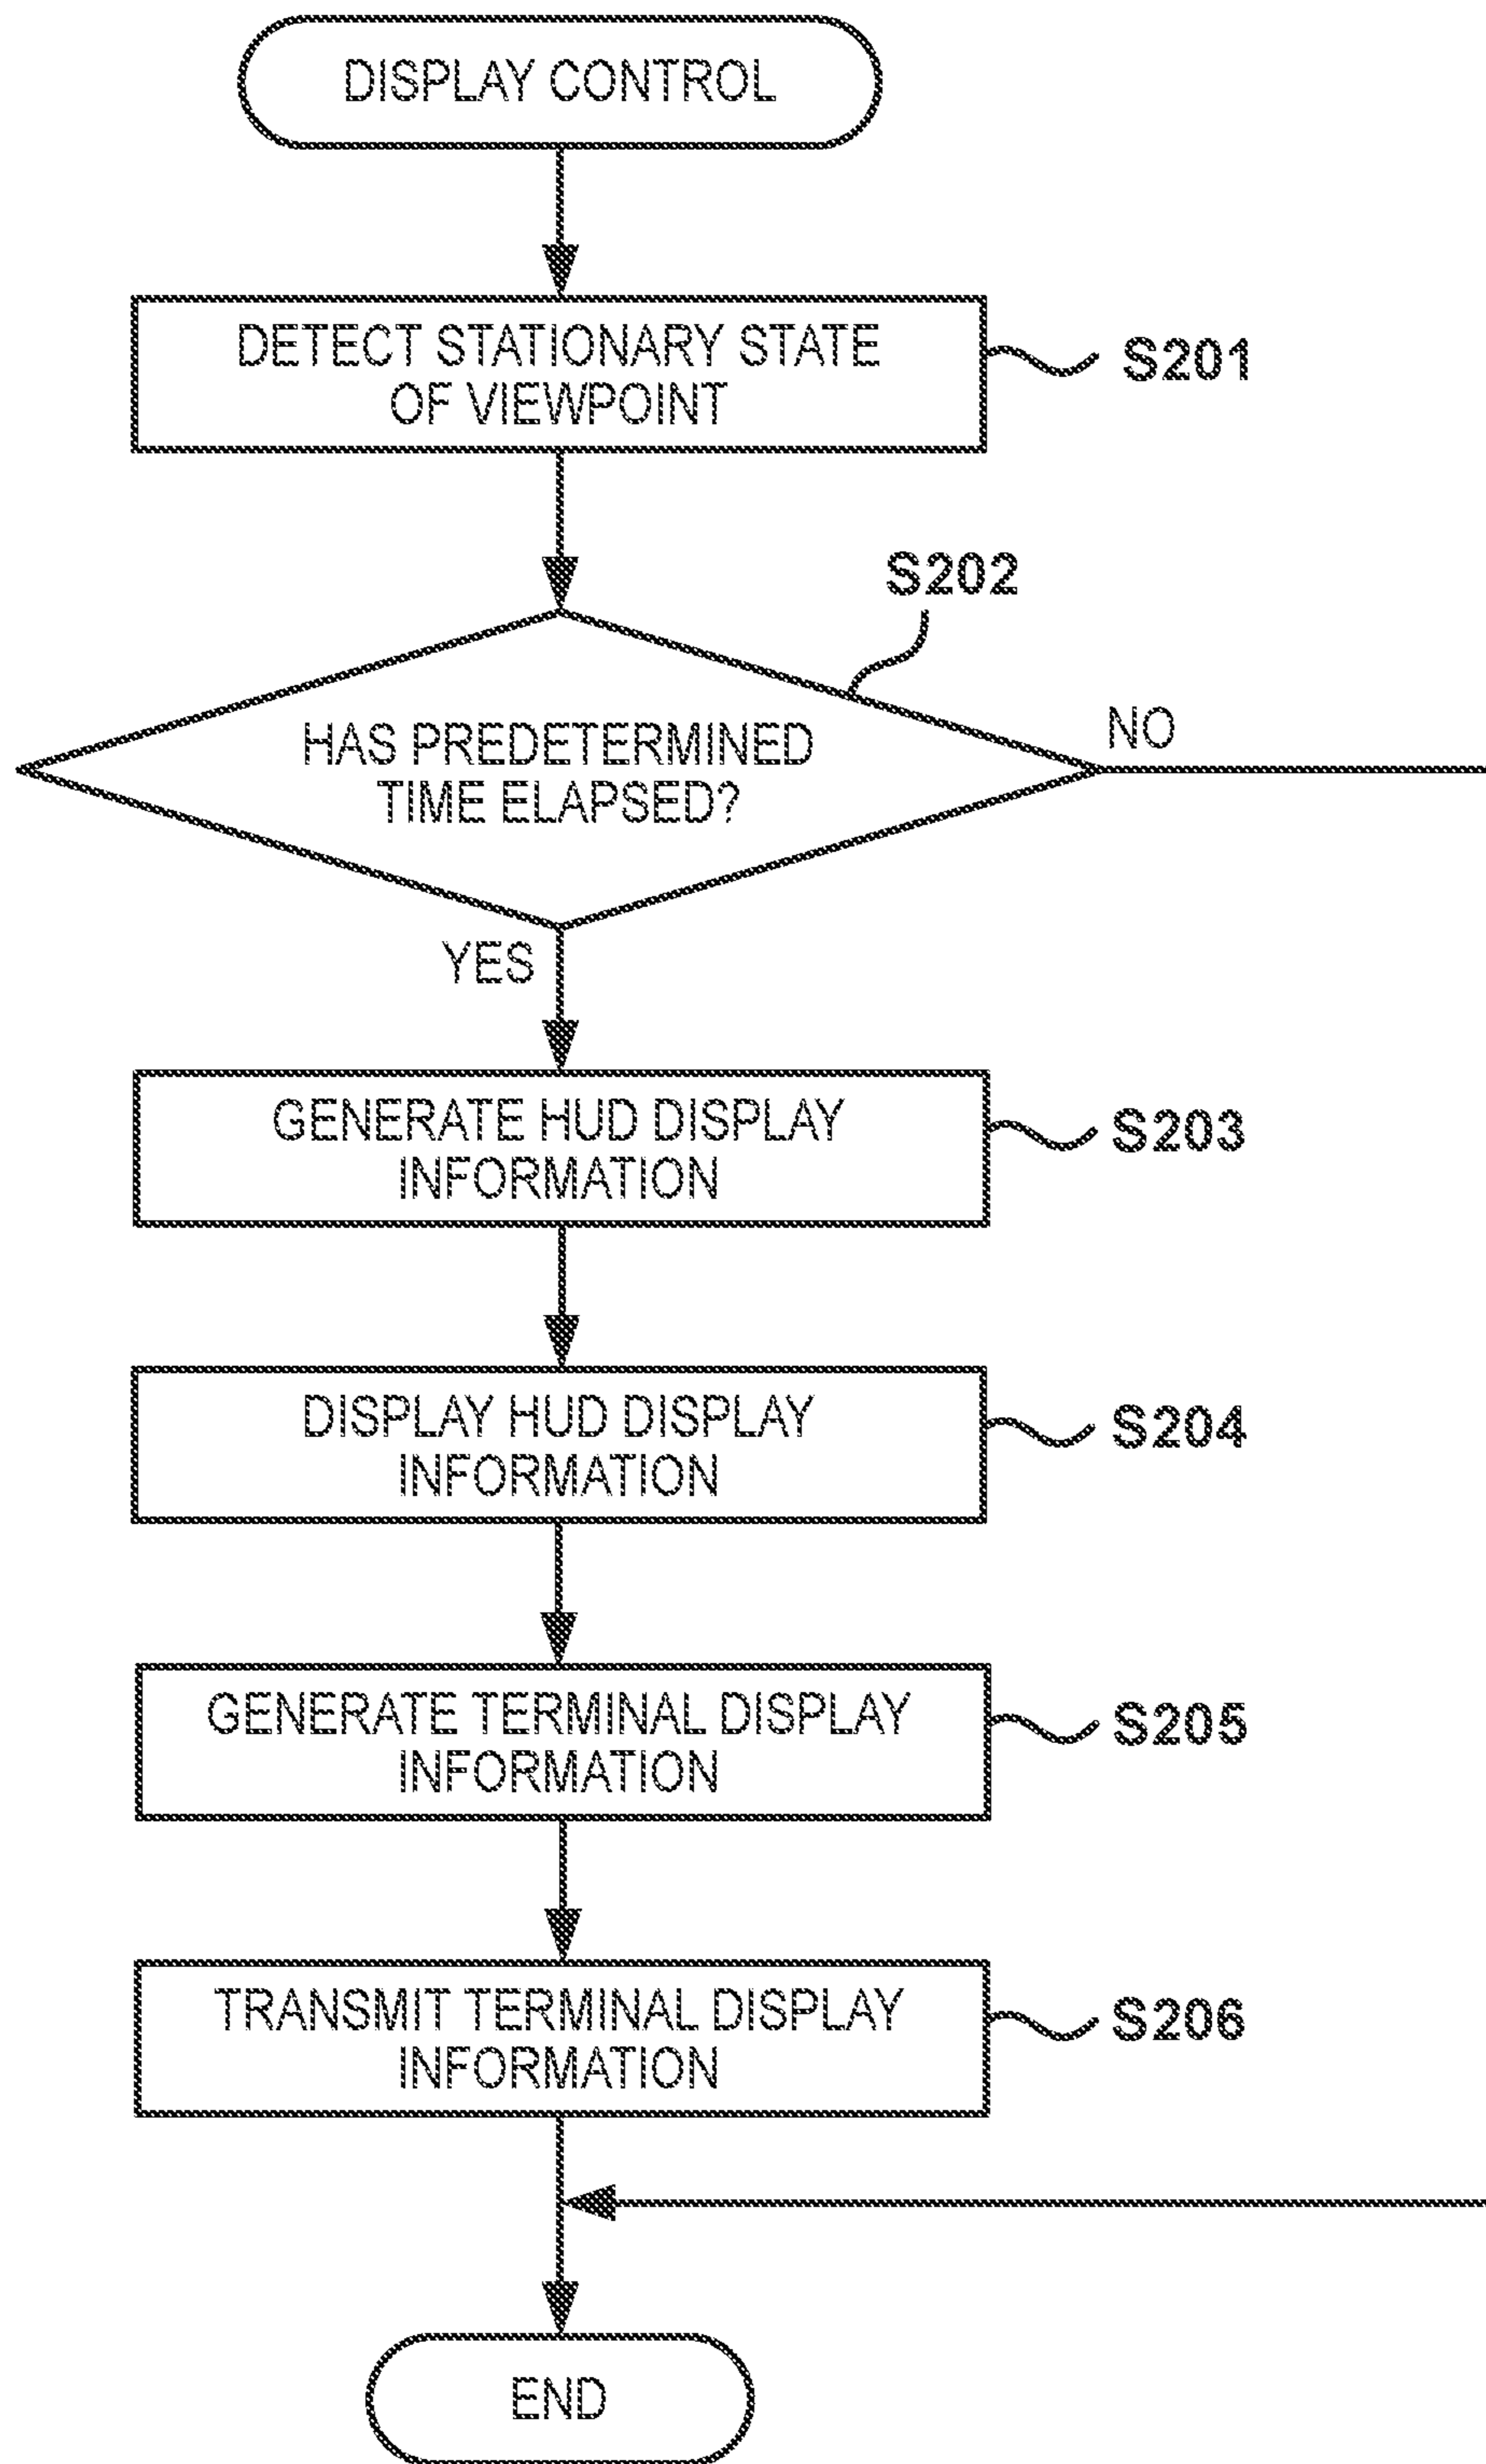 DISPLAY CONTROL
DETECT STATIONARY STATE
OF VIEWPOINT
S201
S202
HAS PREDETERMINED
TIME ELAPSED?
NO
YES
GENERATE HUD DISPLAY
INFORMATION
S203
DISPLAY HUD DISPLAY
INFORMATION
S204
GENERATE TERMINAL DISPLAY
INFORMATION
S205
TRANSMIT TERMINAL DISPLAY
INFORMATION
S206
END